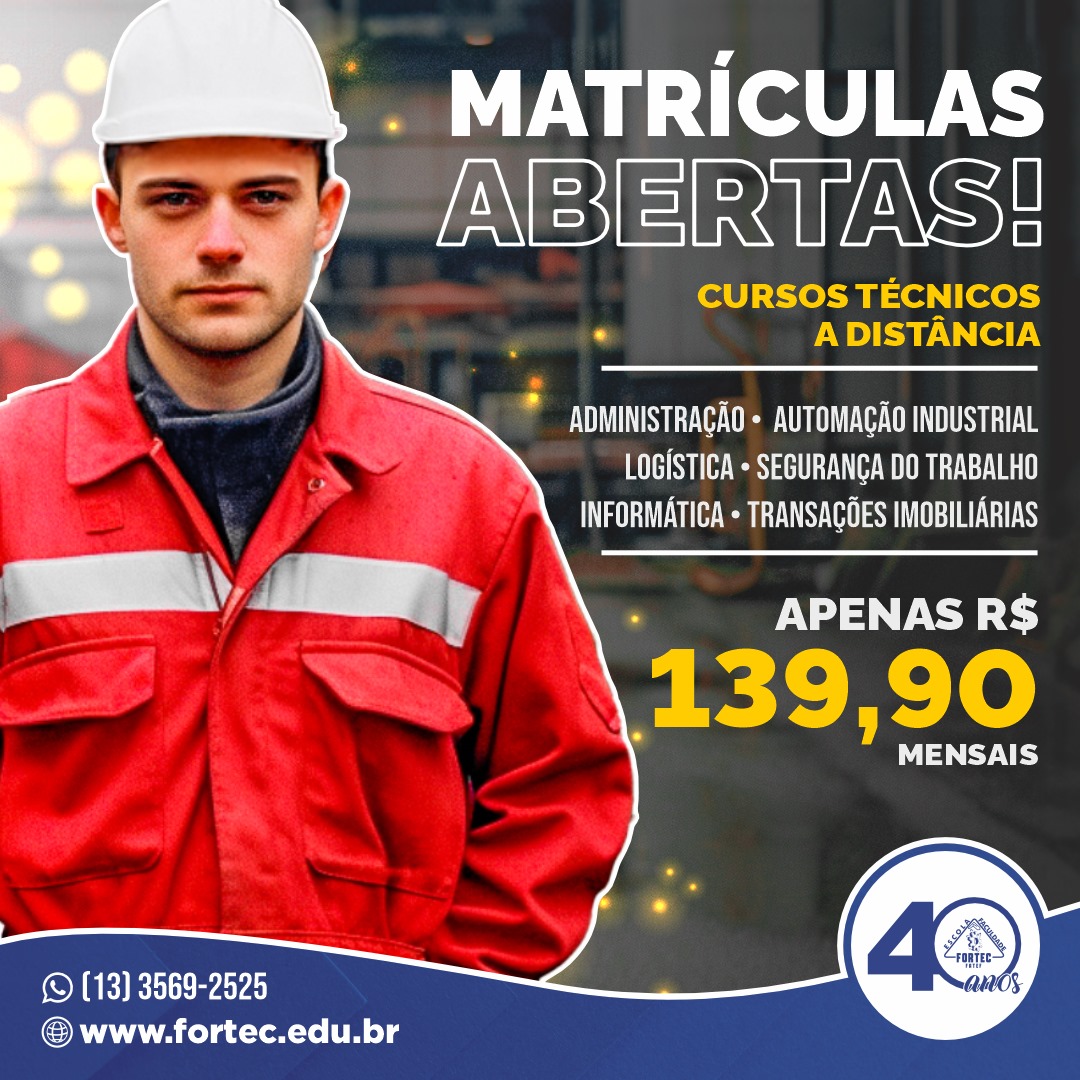 MATRÍCULAS
ABERTAS!
CURSOS TÉCNICOS
A DISTÂNCIA
ADMINISTRAÇÃO • AUTOMAÇÃO INDUSTRIAL
LOGÍSTICA • SEGURANÇA DO TRABALHO
INFORMÁTICA • TRANSAÇÕES IMOBILIÁRIAS
APENAS R$
139,90
MENSAIS
40
ESCOLA FACULDADE
FORTEC
anos
(13) 3569-2525
www.fortec.edu.br